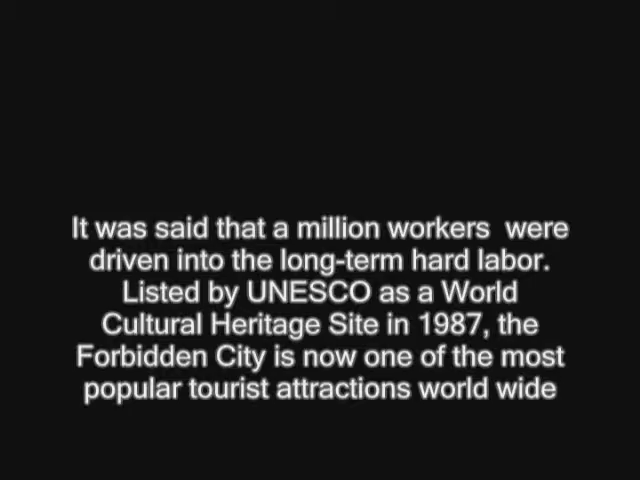 It was said that a million workers  were
driven into the long-term hard labor.
Listed by UNESCO as a World
Cultural Heritage Site in 1987, the
Forbidden City is now one of the most
popular tourist attractions world wide